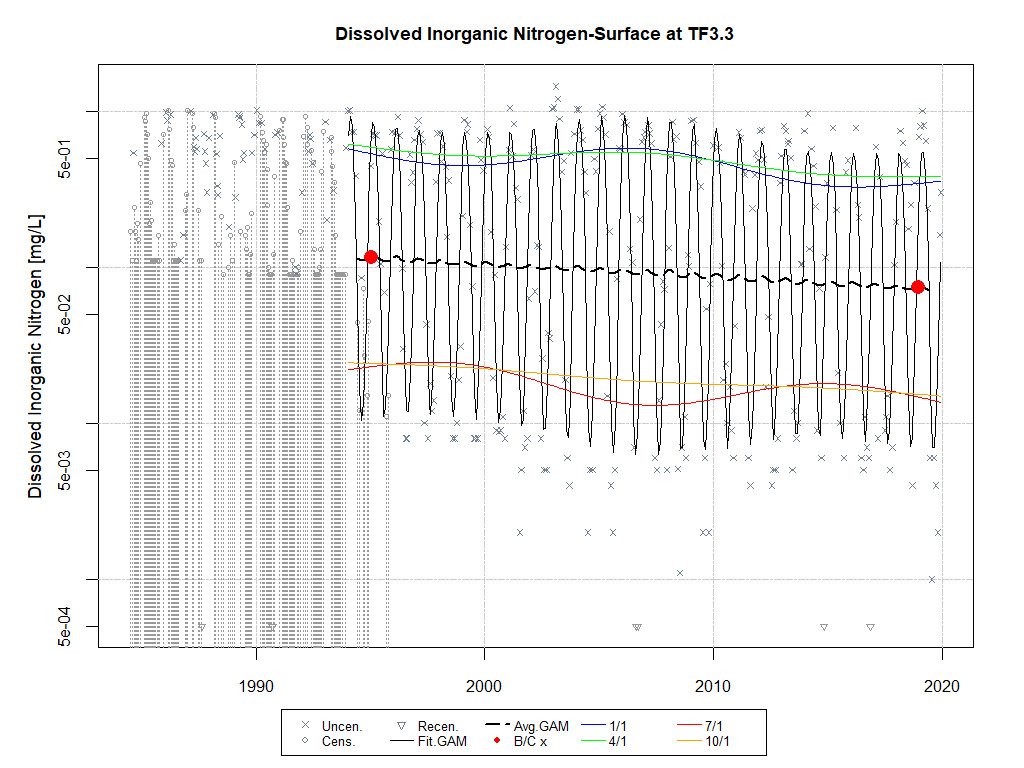 Dissolved Inorganic Nitrogen-Surface at TF3.3
Dissolved Inorganic Nitrogen [mg/L]
5e-01
5e-02
5e-03
5e-04
1990 2000 2010 2020
Uncen. Recen. Avg.GAM 1/1 7/1
Cens. Fit.GAM B/C x 4/1 10/1